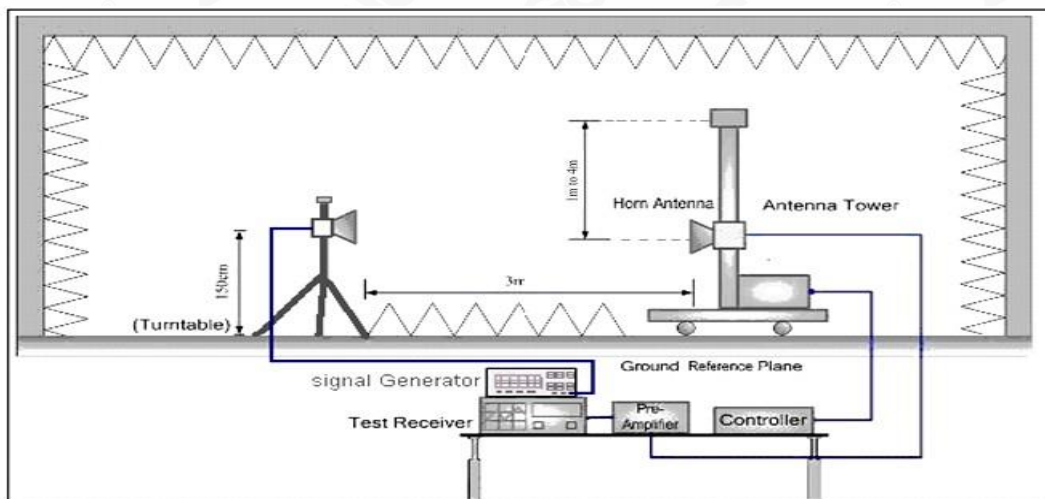 1m to 4m
Horn Antenna
Antenna Tower
150cm
3m
(Turntable)
Ground Reference Plane
signal Generator
Test Receiver
Pre-
Amplifier
Controller